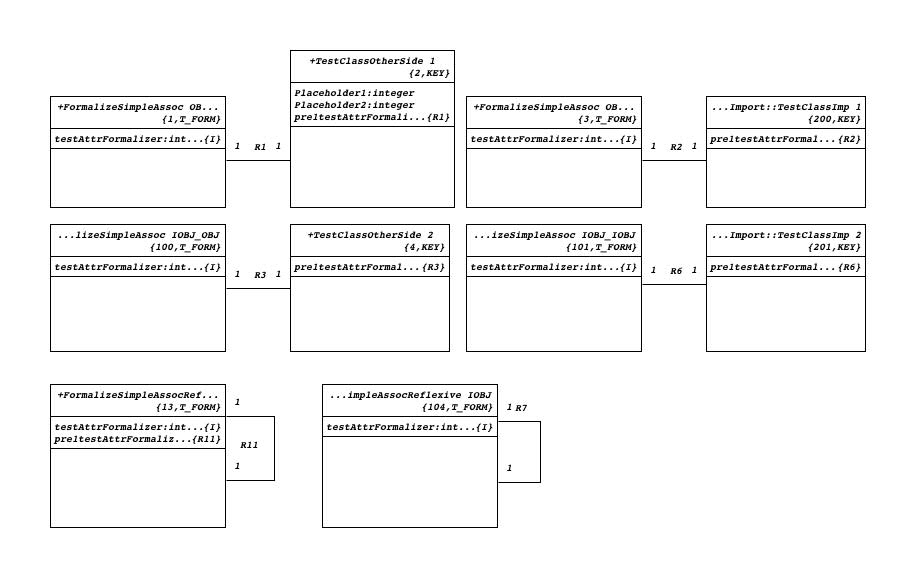 +TestClassOtherSide 1
{2,KEY}
Placeholder1:integer
Placeholder2:integer
preltestAttrFormali...{R1}
+FormalizeSimpleAssoc OB...
{1,T_FORM}
testAttrFormalizer:int...{I}
1 R1 1
+FormalizeSimpleAssoc OB...
{3,T_FORM}
testAttrFormalizer:int...{I}
1 R2 1
...Import::TestClassImp 1
{200,KEY}
preltestAttrFormal...{R2}
...lizeSimpleAssoc IOBJ_OBJ
{100,T_FORM}
testAttrFormalizer:int...{I}
1 R3 1
+TestClassOtherSide 2
{4,KEY}
preltestAttrFormal...{R3}
...izeSimpleAssoc IOBJ_IOBJ
{101,T_FORM}
testAttrFormalizer:int...{I}
1 R6 1
...Import::TestClassImp 2
{201,KEY}
preltestAttrFormal...{R6}
+FormalizeSimpleAssocRef...
{13,T_FORM}
testAttrFormalizer:int...{I}
preltestAttrFormaliz...{R11}
1
R11
1
...impleAssocReflexive IOBJ
{104,T_FORM}
testAttrFormalizer:int...{I}
1 R7
1